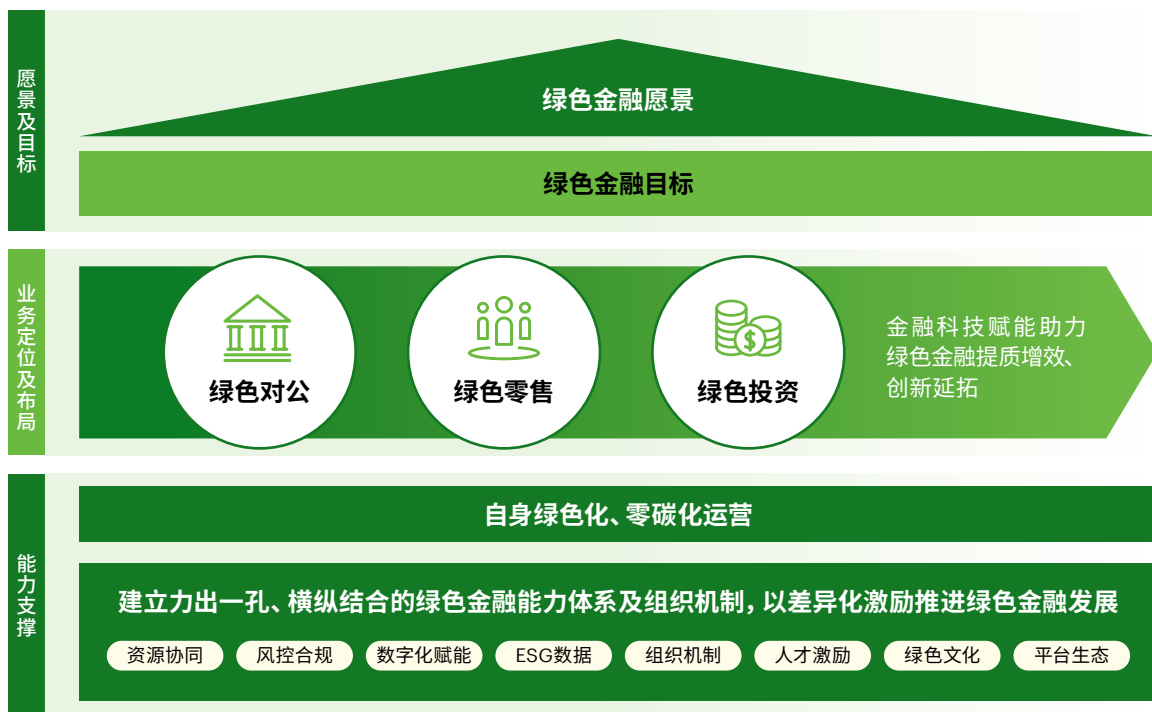 愿景及目标
绿色金融愿景
绿色金融目标
业务定位及布局
绿色对公
绿色零售
$
绿色投资
金融科技赋能助力
绿色金融提质增效、
创新延拓
能力支撑
自身绿色化、零碳化运营
建立力出一孔、横纵结合的绿色金融能力体系及组织机制,以差异化激励推进绿色金融发展
资源协同
风控合规
数字化赋能
ESG数据
组织机制
人才激励
绿色文化
平台生态